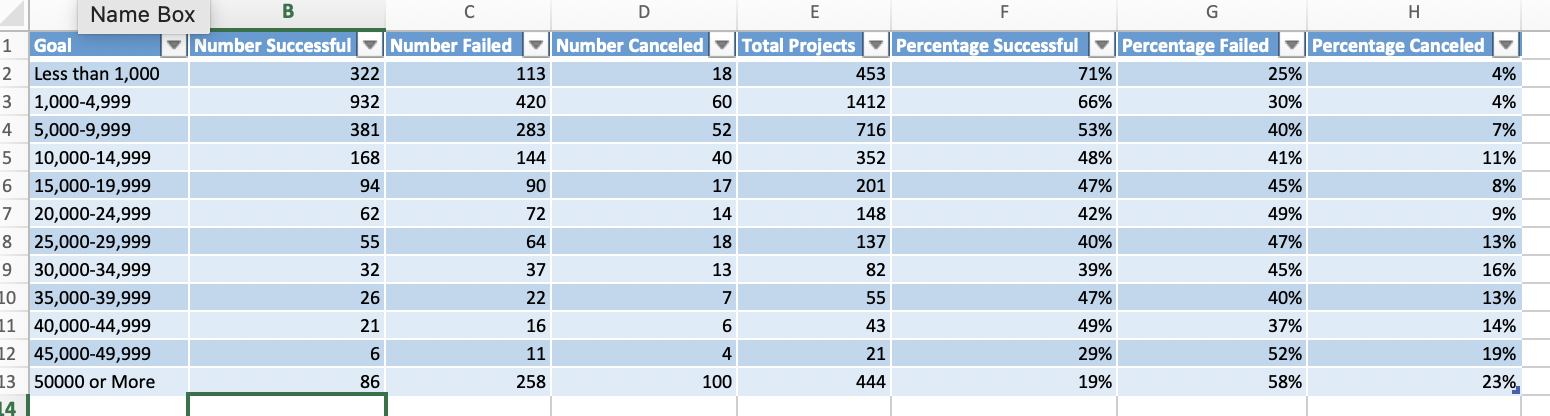 Name Box B C D E F G H
1 Goal Number Successful Number Failed Number Canceled Total Projects Percentage Successful Percentage Failed Percentage Canceled
2 Less than 1,000 322 113 18 453 71% 25% 4%
3 1,000-4,999 932 420 60 1412 66% 30% 4%
4 5,000-9,999 381 283 52 716 53% 40% 7%
5 10,000-14,999 168 144 40 352 48% 41% 11%
6 15,000-19,999 94 90 17 201 47% 45% 8%
7 20,000-24,999 62 72 14 148 42% 49% 9%
8 25,000-29,999 55 64 18 137 40% 47% 13%
9 30,000-34,999 32 37 13 82 39% 45% 16%
10 35,000-39,999 26 22 7 55 47% 40% 13%
11 40,000-44,999 21 16 6 43 49% 37% 14%
12 45,000-49,999 6 11 4 21 29% 52% 19%
13 50000 or More 86 258 100 444 19% 58% 23%
14